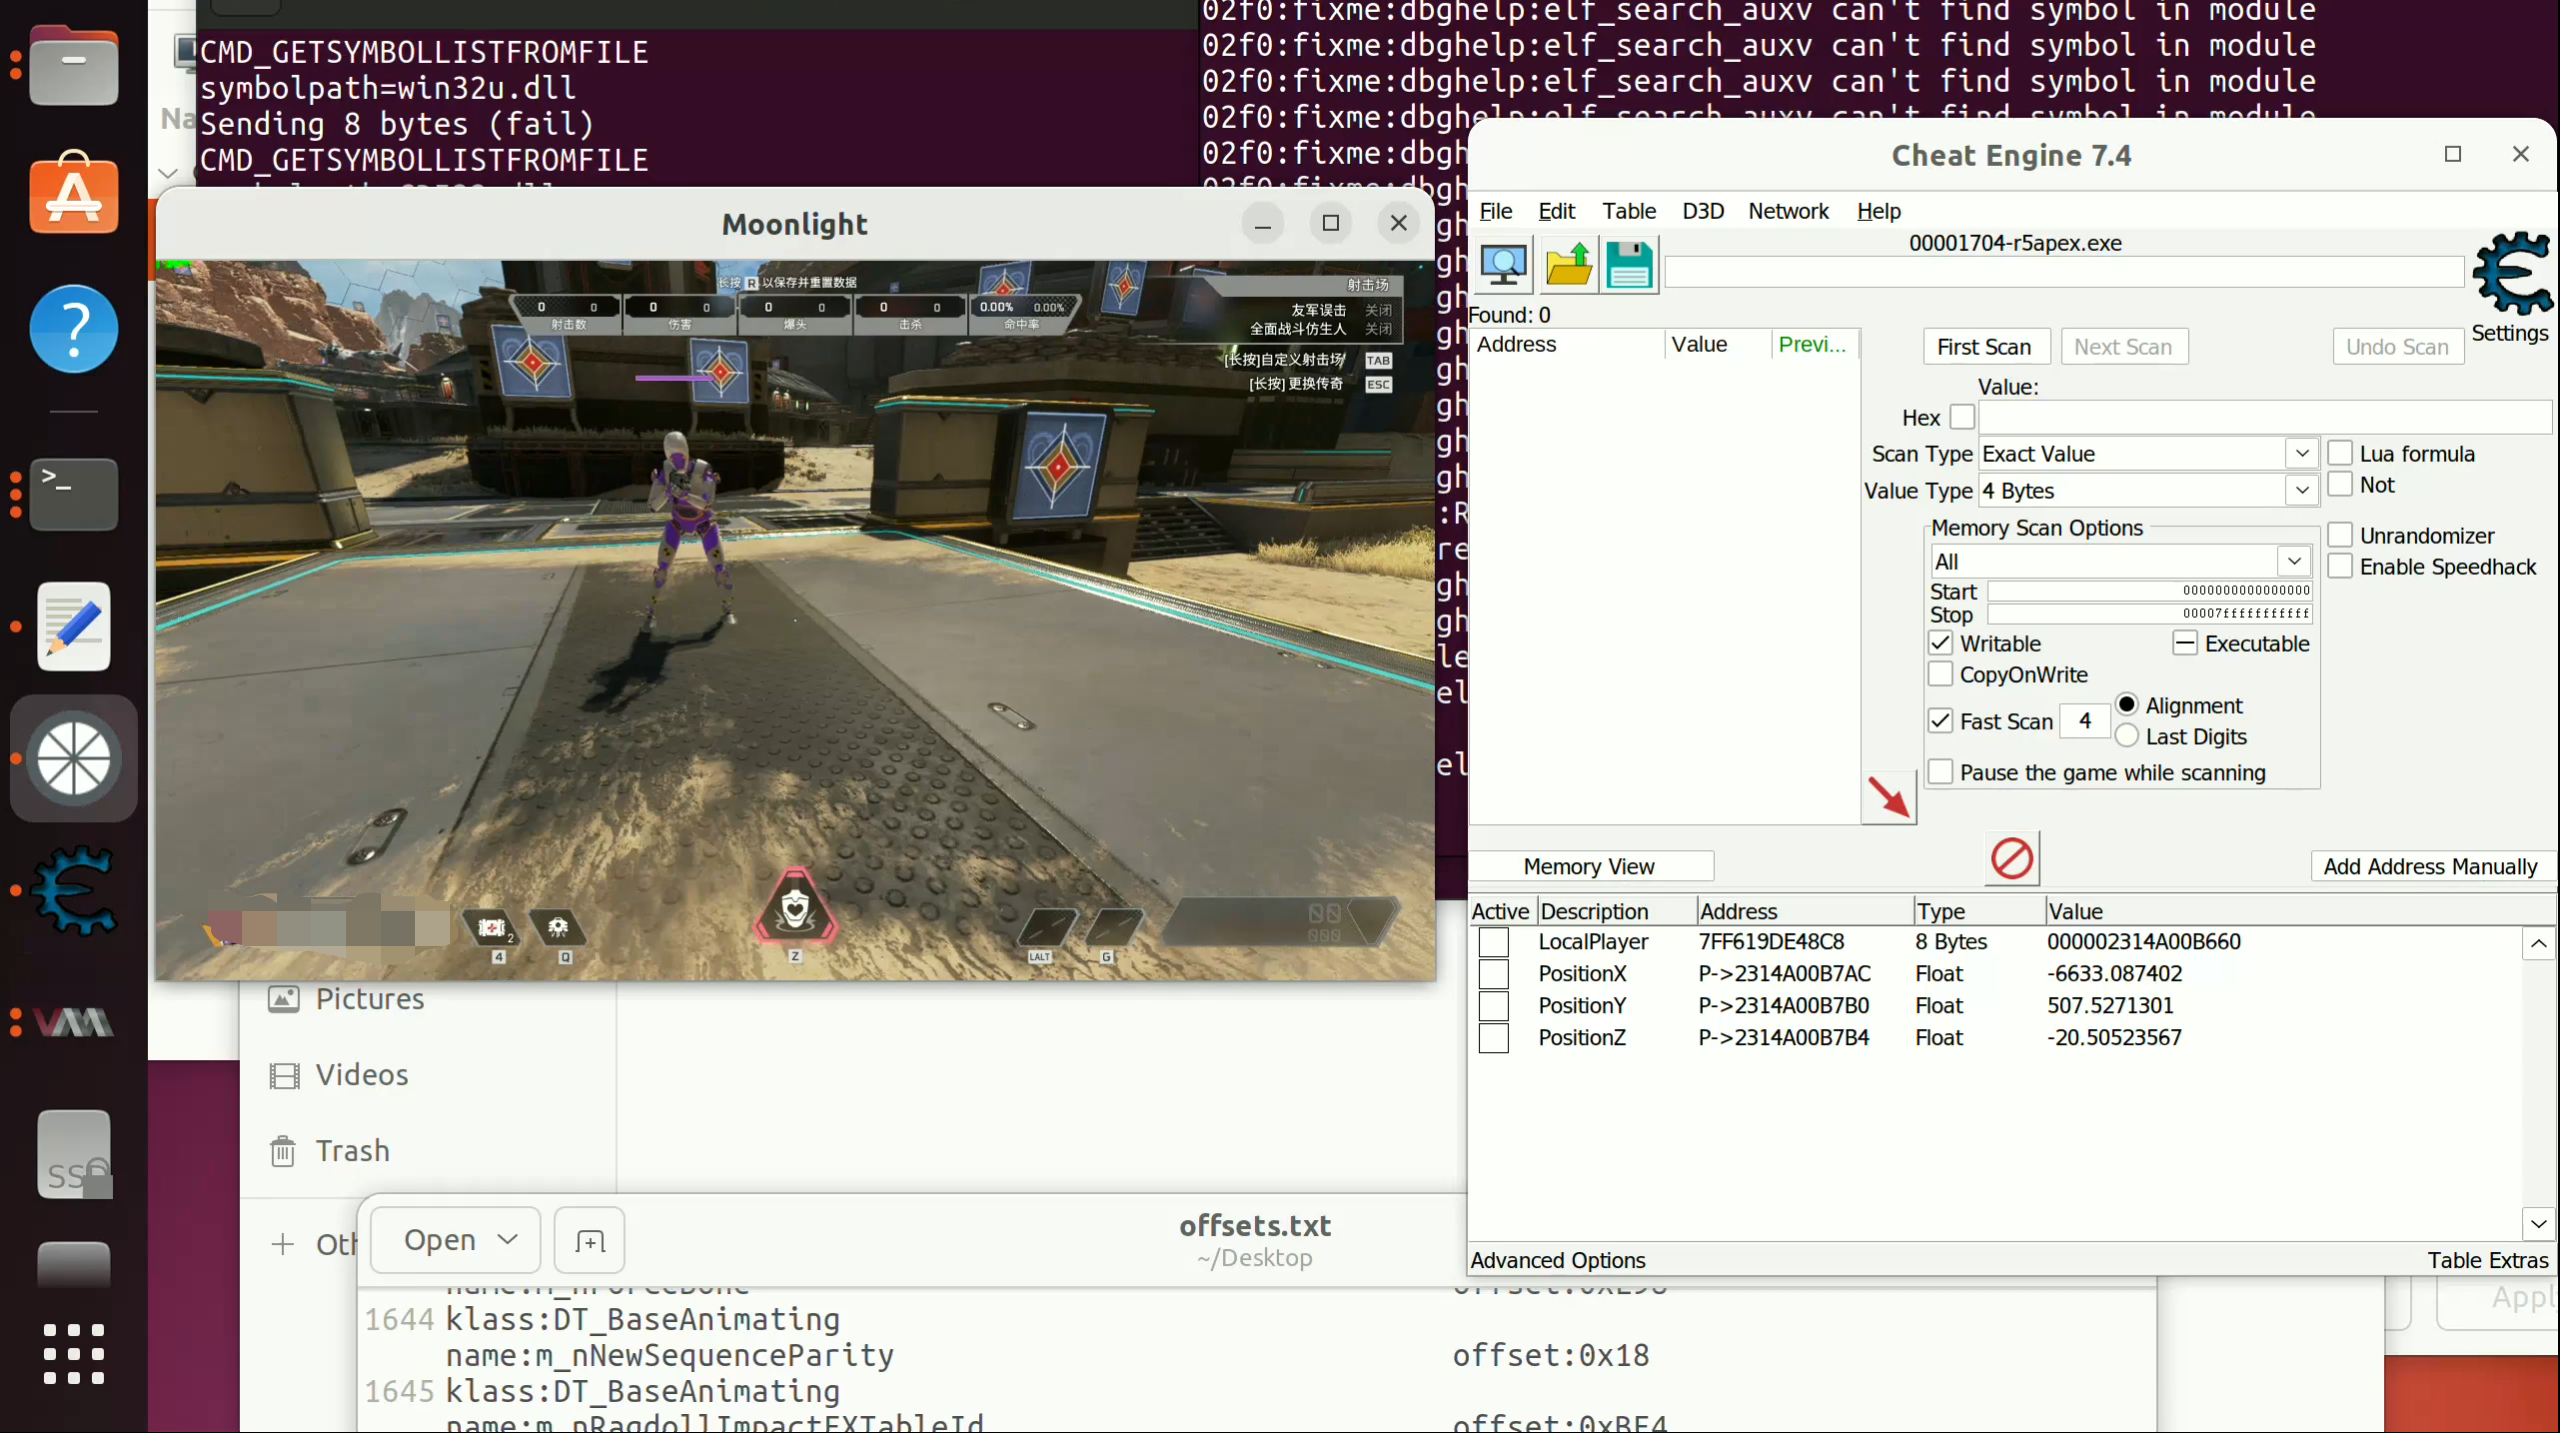 CMD_GETSYMBOLLISTFROMFILE
symbolpath=win32u.dll
Sending 8 bytes (fail)
CMD_GETSYMBOLLISTFROMFILE
02f0:fixme:dbghelp:elf_search_auxv can't find symbol in module
02f0:fixme:dbghelp:elf_search_auxv can't find symbol in module
02f0:fixme:dbghelp:elf_search_auxv can't find symbol in module
02f0:fixme:dbghelp:elf_search_auxv can't find symbol in module
02f0:fixme:dbgh
Na
Moonlight
长按 R 以保存并重置数据
0 0 0 0 0 0 0 0 0.00% 0.00%
射击数 伤害 爆头 击杀 命中率
射击场
友军误击 关闭
全面战斗仿生人 关闭
[长按]自定义射击场 TAB
[长按]更换传奇 ESC
2
4 Q Z LALT G
00
000
Cheat Engine 7.4
File Edit Table D3D Network Help
00001704-r5apex.exe
Found: 0
Settings
Address Value Previ...
First Scan Next Scan Undo Scan
Value:
Hex
Scan Type Exact Value Lua formula
Value Type 4 Bytes Not
Memory Scan Options
All
Unrandomizer
Enable Speedhack
Start 0000000000000000
Stop 00007fffffffffff
Writable Executable
CopyOnWrite
Fast Scan 4 Alignment
Last Digits
Pause the game while scanning
Memory View Add Address Manually
Active Description Address Type Value
LocalPlayer 7FF619DE48C8 8 Bytes 000002314A00B660
PositionX P->2314A00B7AC Float -6633.087402
PositionY P->2314A00B7B0 Float 507.5271301
PositionZ P->2314A00B7B4 Float -20.50523567
Advanced Options Table Extras
Pictures
Videos
Trash
Oth
SSD
Open
offsets.txt
~/Desktop
1644 klass:DT_BaseAnimating
name:m_nNewSequenceParity offset:0x18
1645 klass:DT_BaseAnimating
name:m_nRagdollImpactFXTableId offset:0xBF4
Appl